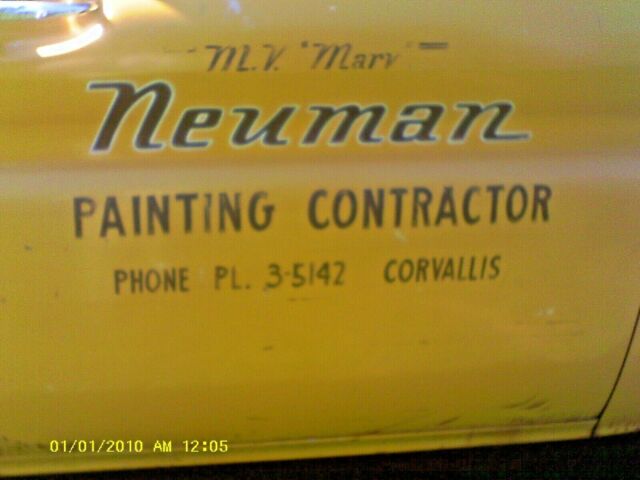 M.V. "Marv"
Neuman
PAINTING CONTRACTOR
PHONE PL. 3-5142 CORVALLIS
01/01/2010 AM 12:05